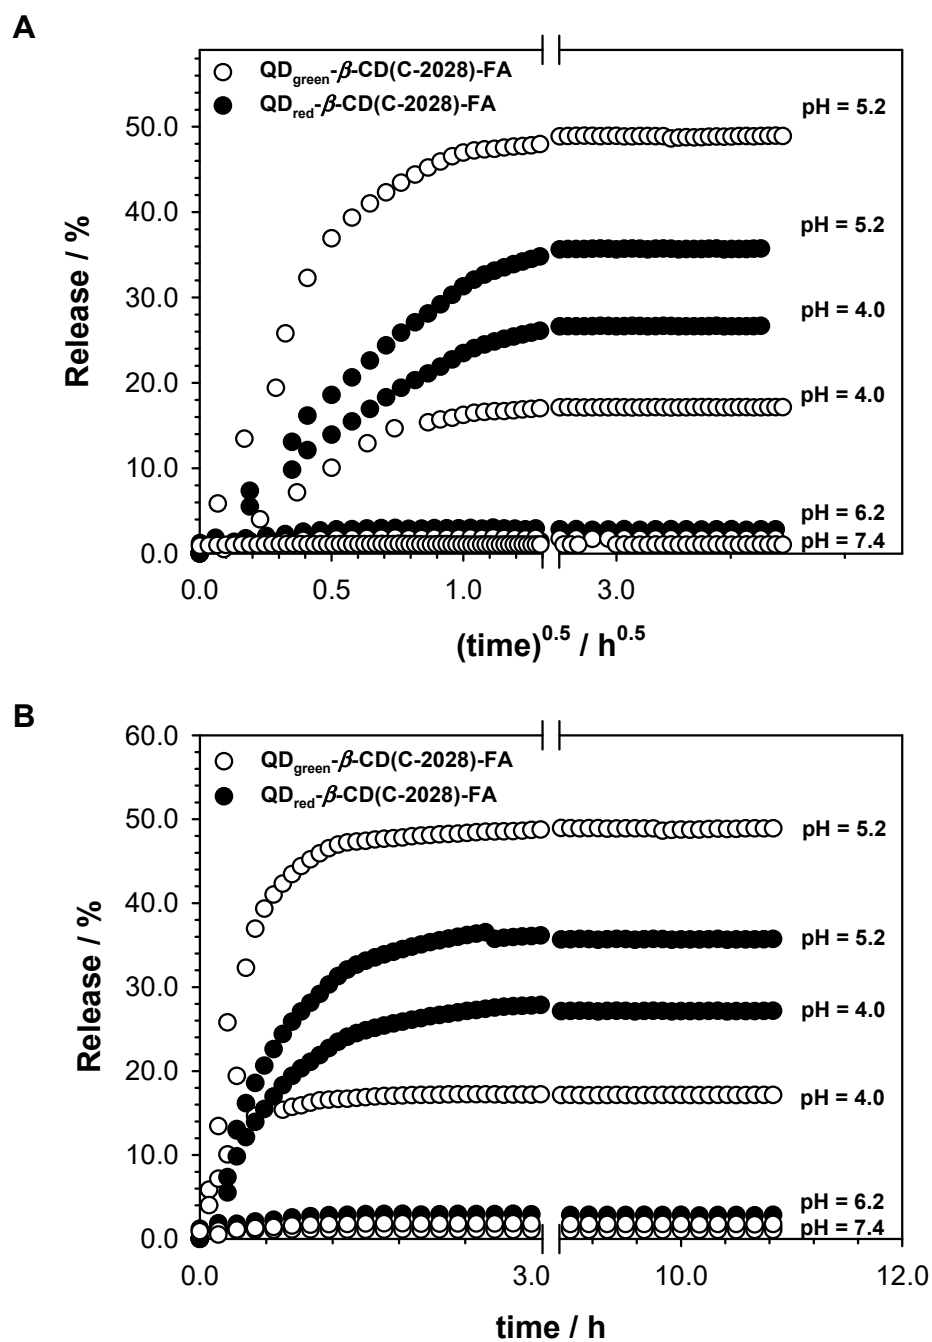 A
QDgreen-β-CD(C-2028)-FA
QDred-β-CD(C-2028)-FA
pH = 5.2
50.0
40.0
pH = 5.2
30.0
pH = 4.0
20.0
pH = 4.0
10.0
pH = 6.2
pH = 7.4
0.0
Release / %
0.0 0.5 1.0 3.0
(time)0.5 / h0.5
B
60.0
QDgreen-β-CD(C-2028)-FA
QDred-β-CD(C-2028)-FA
50.0
pH = 5.2
40.0
pH = 5.2
30.0
pH = 4.0
20.0
pH = 4.0
10.0
pH = 6.2
pH = 7.4
0.0
Release / %
0.0 3.0 10.0 12.0
time / h